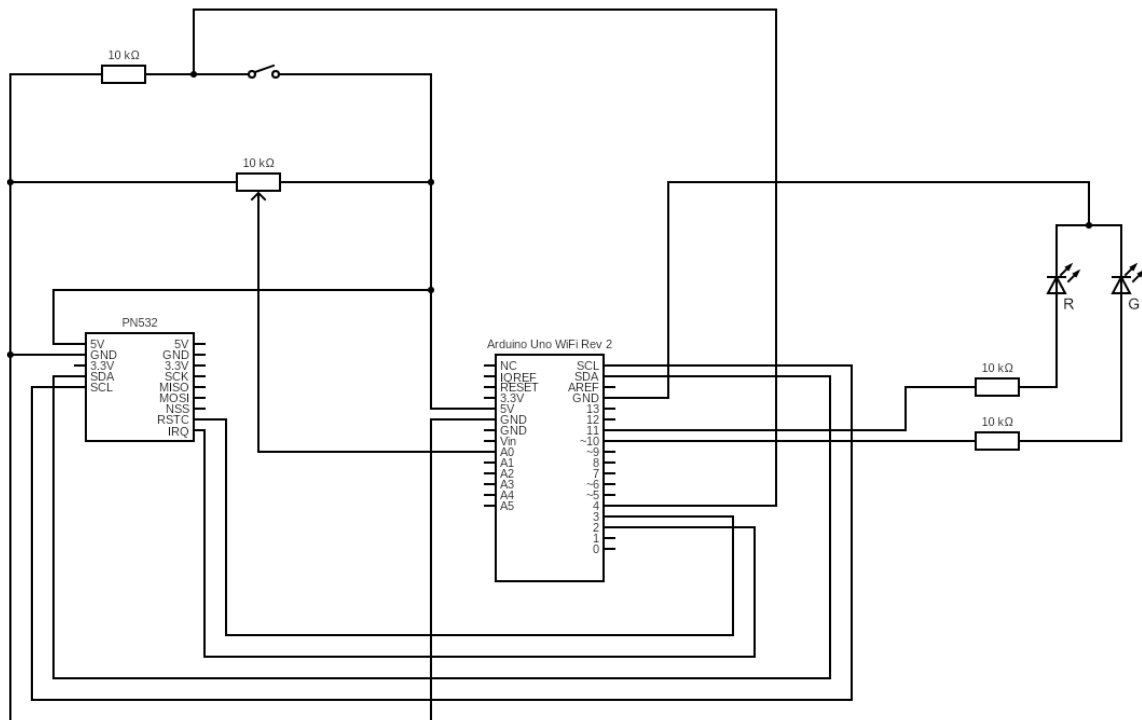 10 kΩ
10 kΩ
PN532
5V
GND
3.3V
SDA
SCL
5V
GND
3.3V
SCK
MISO
MOSI
NSS
RSTC
IRQ
Arduino Uno WiFi Rev 2
NC
IOREF
RESET
3.3V
5V
GND
GND
Vin
A0
A1
A2
A3
A4
A5
SCL
SDA
AREF
GND
13
12
11
~10
~9
8
7
~6
~5
4
3
2
1
0
R
G
10 kΩ
10 kΩ